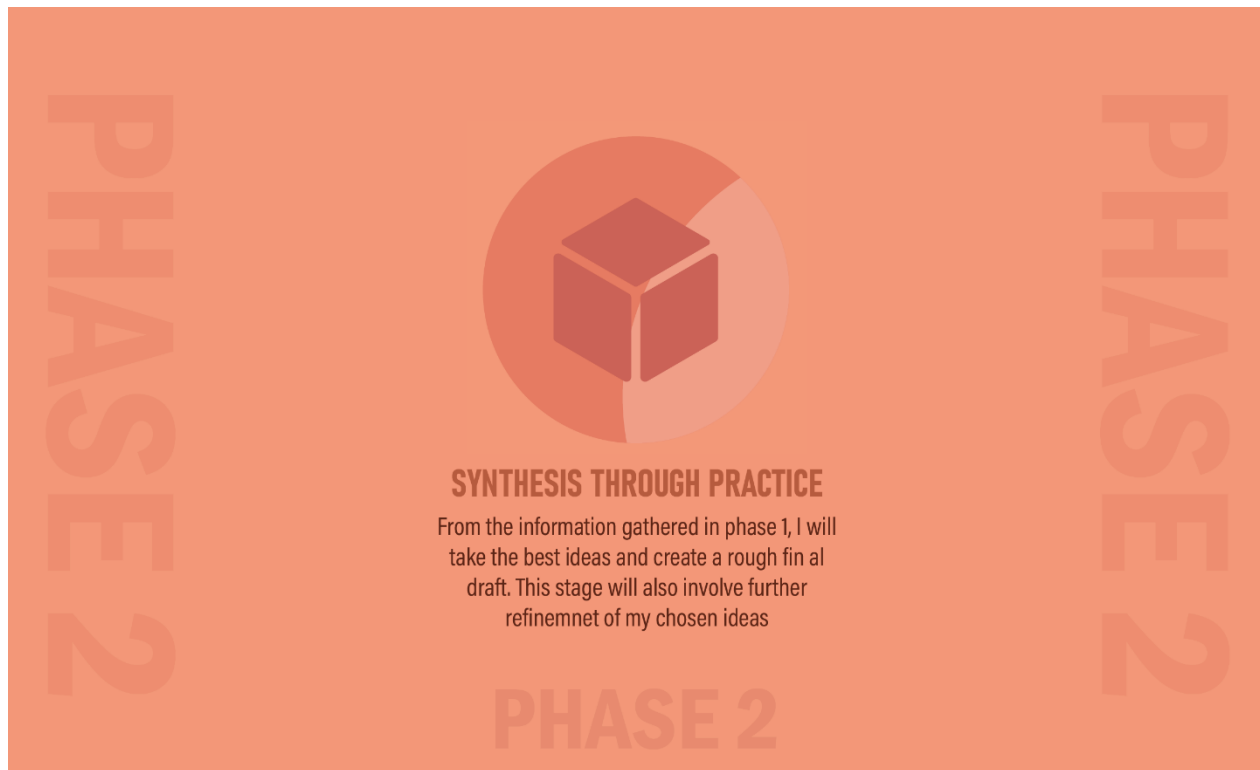 PHASE 2
PHASE 2
SYNTHESIS THROUGH PRACTICE
From the information gathered in phase 1, I will
take the best ideas and create a rough fin al
draft. This stage will also involve further
refinemnet of my chosen ideas
PHASE 2